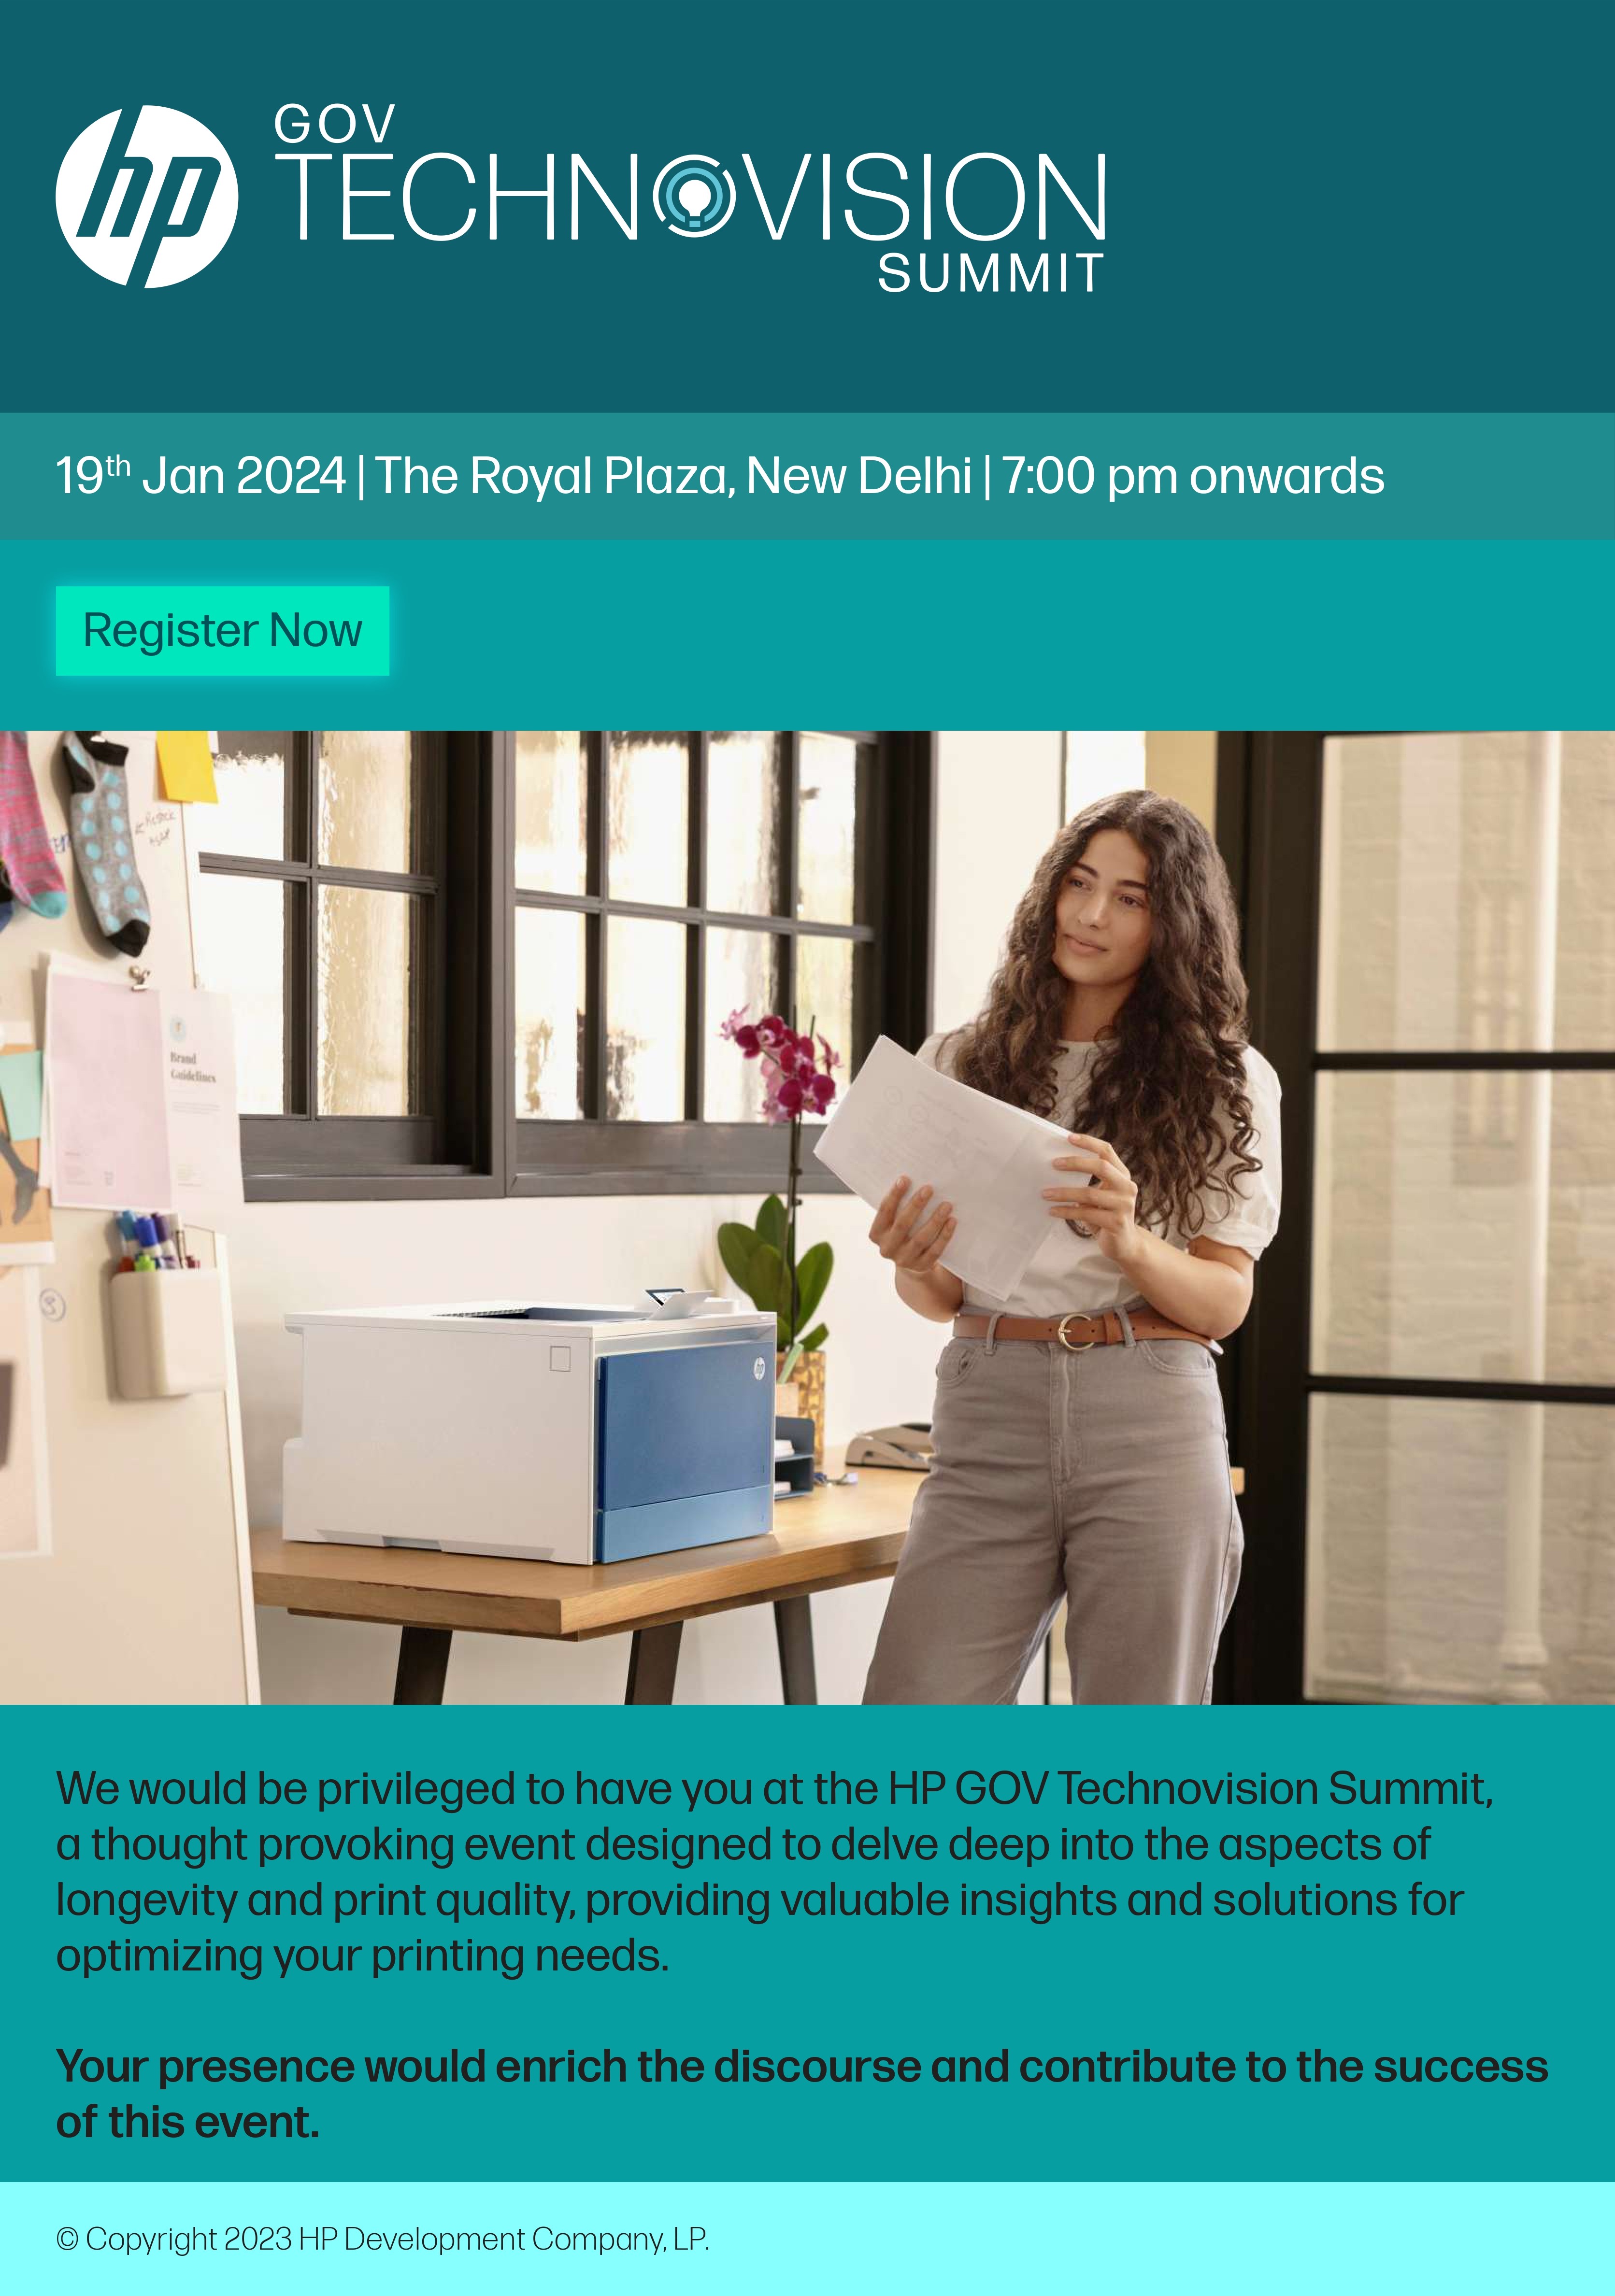 hp
GOV
TECHNOVISION
SUMMIT
19th Jan 2024 | The Royal Plaza, New Delhi | 7:00 pm onwards
Register Now
Brand
Guidelines
hp
We would be privileged to have you at the HP GOV Technovision Summit,
a thought provoking event designed to delve deep into the aspects of
longevity and print quality, providing valuable insights and solutions for
optimizing your printing needs.
Your presence would enrich the discourse and contribute to the success
of this event.
© Copyright 2023 HP Development Company, LP.